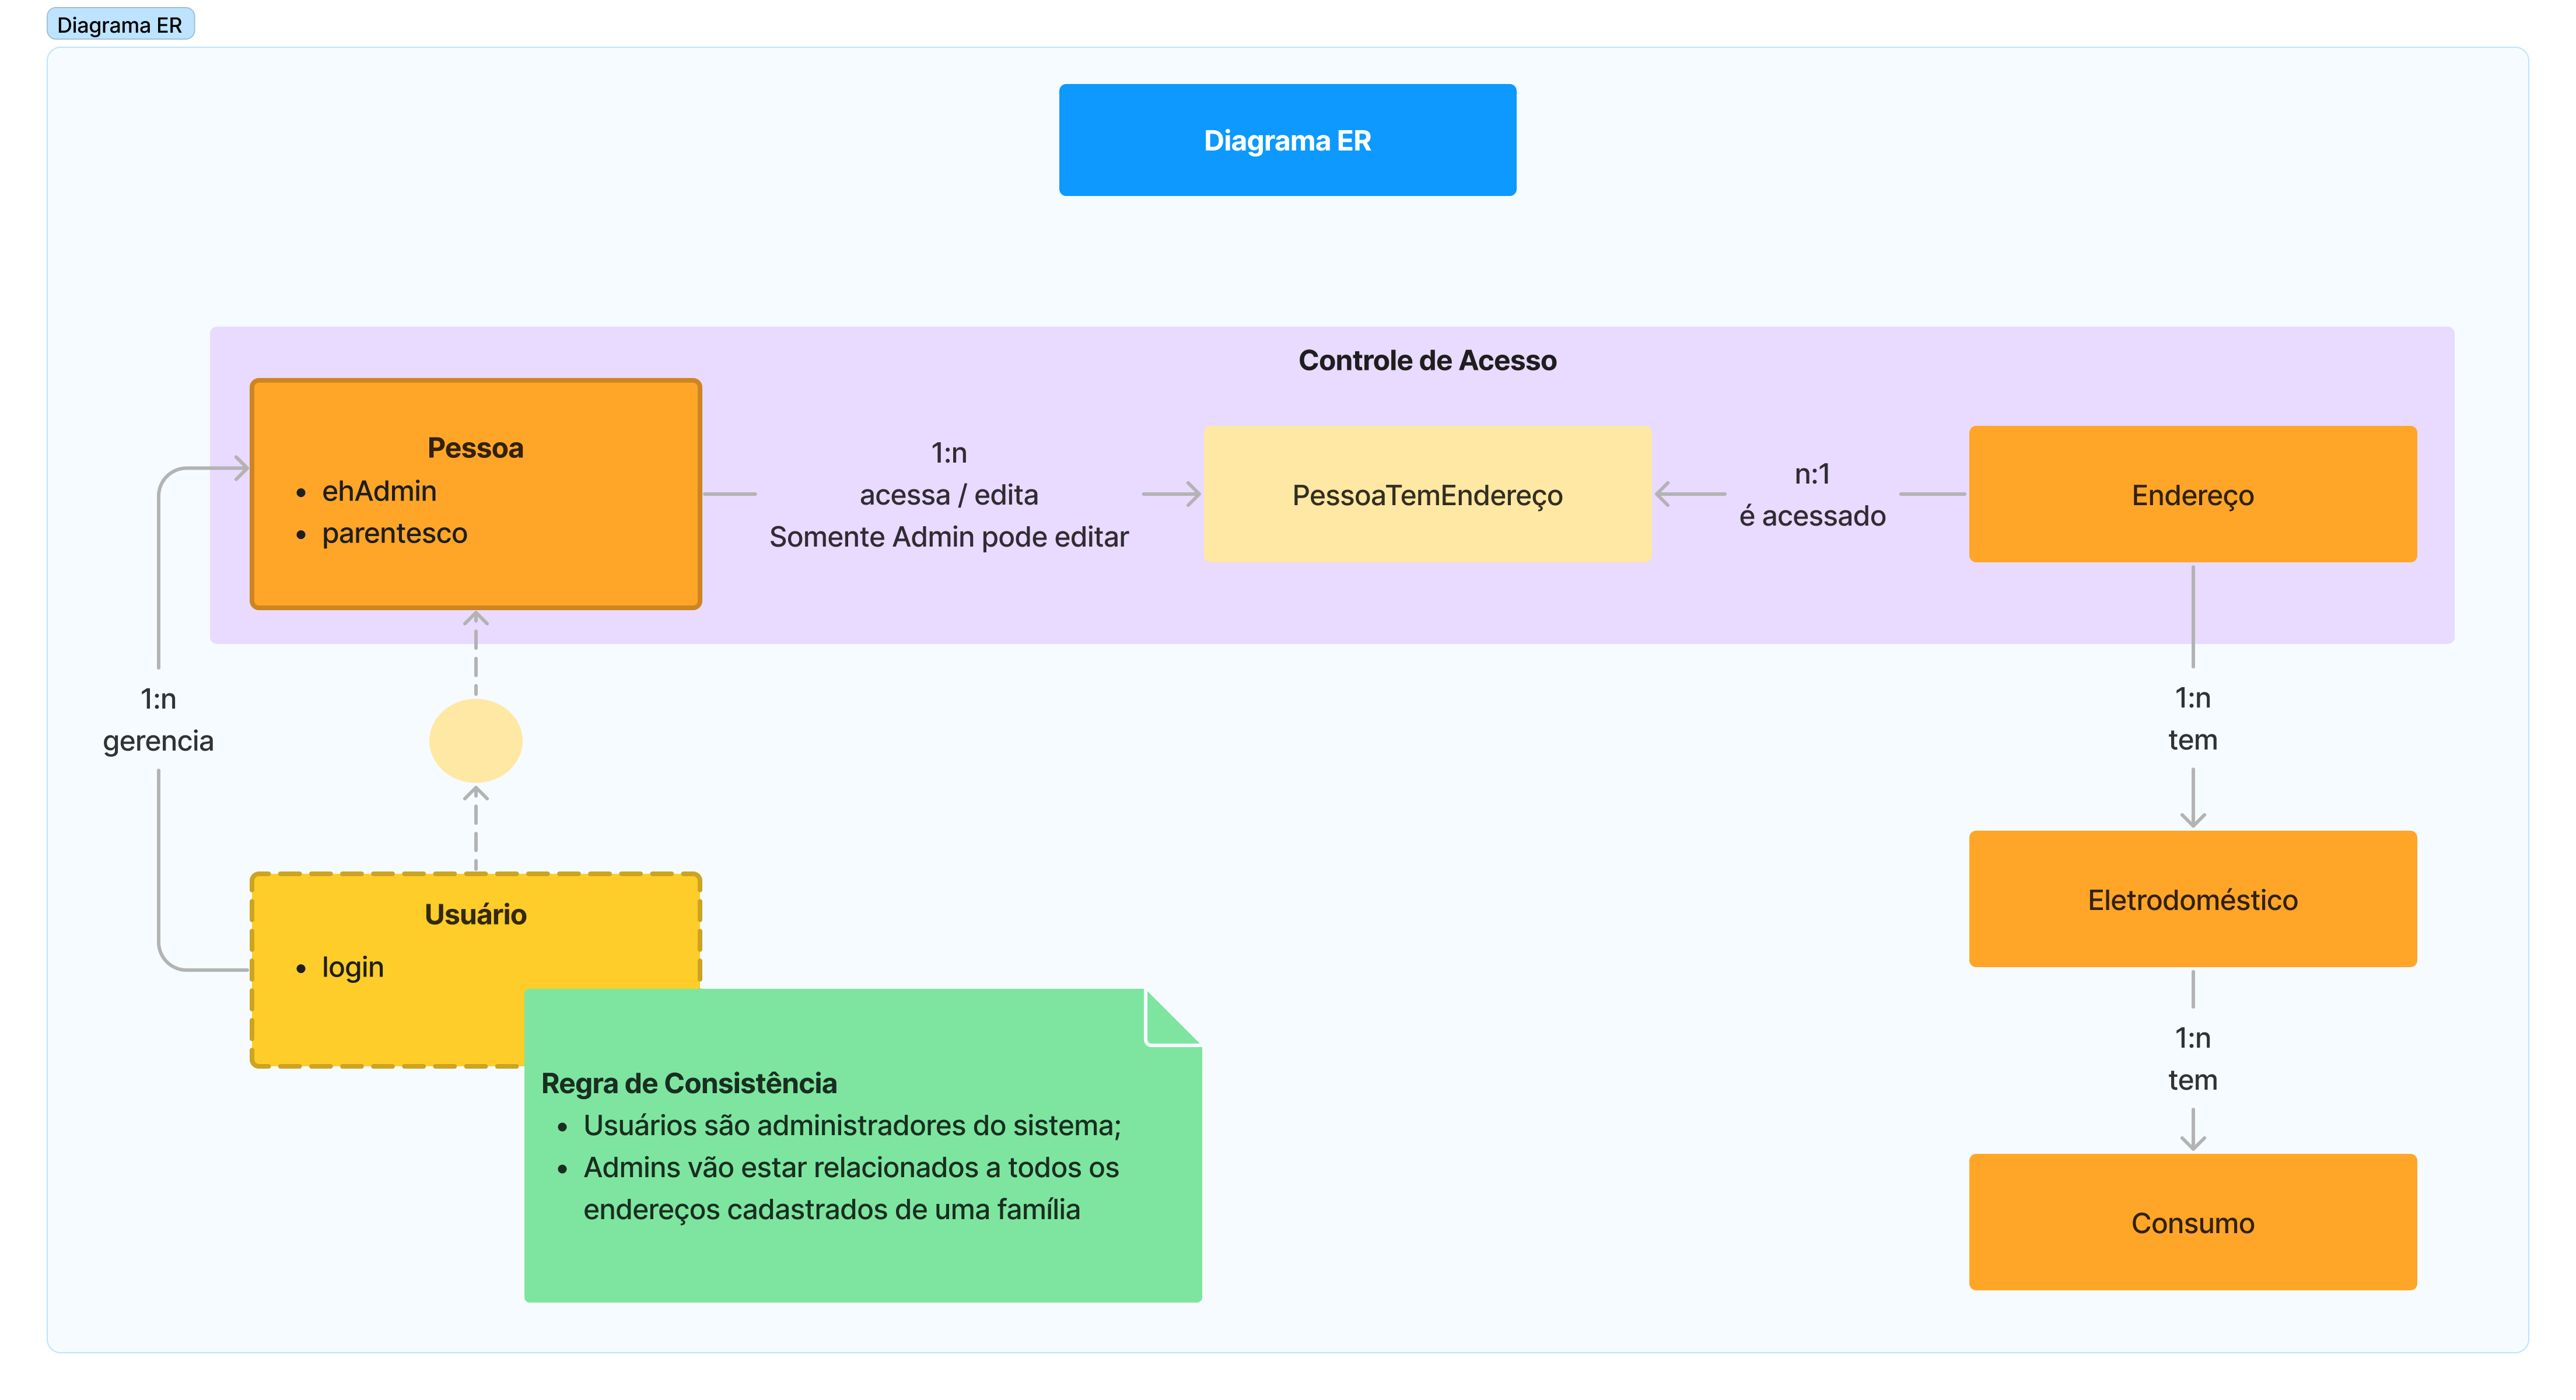 Diagrama ER
Diagrama ER
Controle de Acesso
Pessoa
• ehAdmin
• parentesco
1:n
acessa / edita
Somente Admin pode editar
PessoaTemEndereço
n:1
é acessado
Endereço
1:n
gerencia
1:n
tem
Usuário
• login
Eletrodoméstico
Regra de Consistência
• Usuários são administradores do sistema;
• Admins vão estar relacionados a todos os
endereços cadastrados de uma família
1:n
tem
Consumo